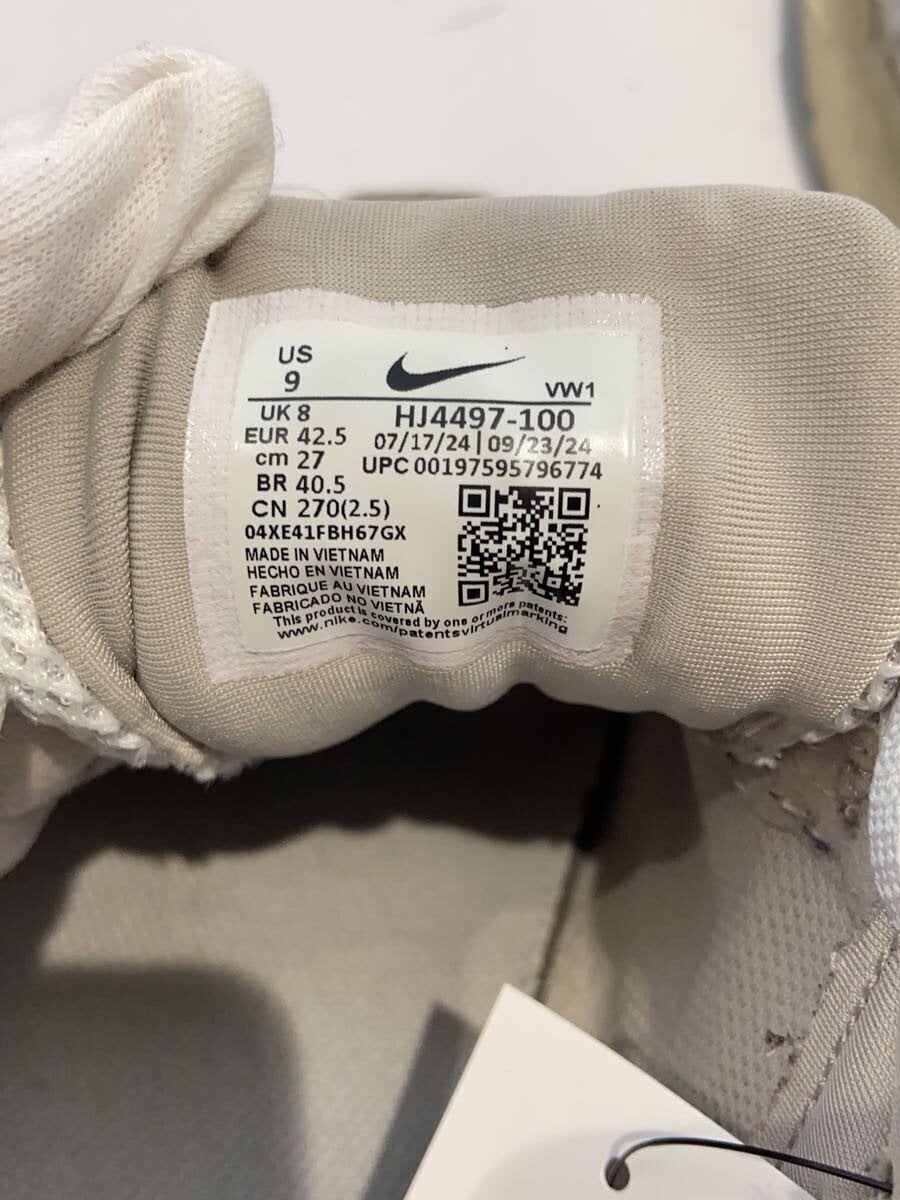 US
9
VW1
UK 8
HJ4497-100
EUR 42.5
07/17/24 | 09/23/24
cm 27
UPC 00197595796774
BR 40.5
CN 270(2.5)
04XE41FBH67GX
MADE IN VIETNAM
HECHO EN VIETNAM
FABRIQUE AU VIETNAM
FABRICADO NO VIETNÃ
This product is covered by one or more patents:
www.nike.com/patentsvirtualmarking